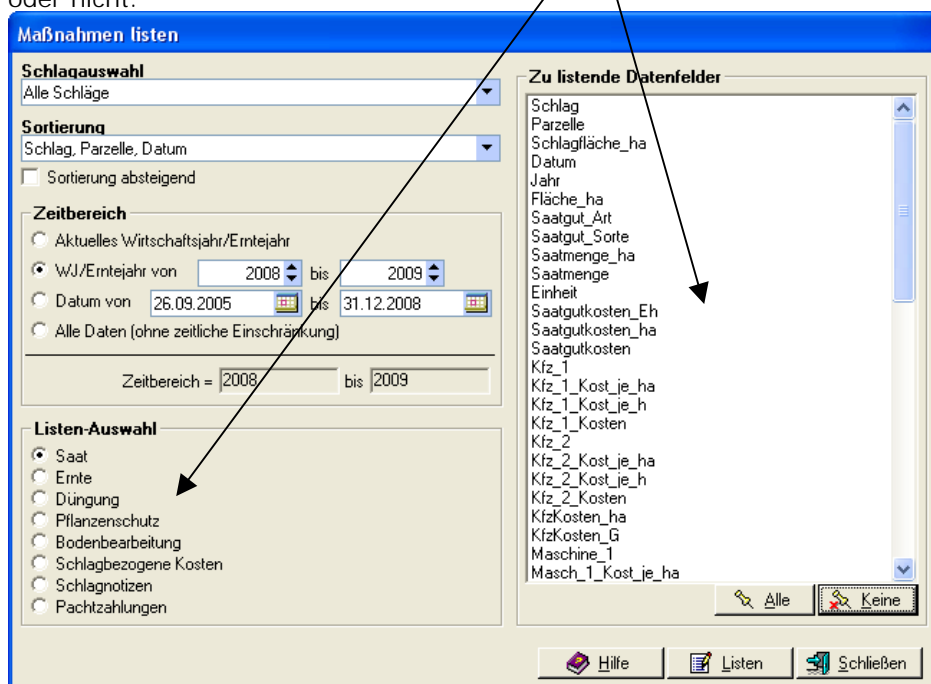 oder nicht.
Maßnahmen listen
Schlagauswahl
Alle Schläge
Sortierung
Schlag, Parzelle, Datum
Sortierung absteigend
Zeitbereich
Aktuelles Wirtschaftsjahr/Erntejahr
WJ/Erntejahr von 2008 bis 2009
Datum von 26.09.2005 bis 31.12.2008
Alle Daten (ohne zeitliche Einschränkung)
Zeitbereich = 2008 bis 2009
Listen-Auswahl
Saat
Ernte
Düngung
Pflanzenschutz
Bodenbearbeitung
Schlagbezogene Kosten
Schlagnotizen
Pachtzahlungen
Zu listende Datenfelder
Schlag
Parzelle
Schlagfläche_ha
Datum
Jahr
Fläche_ha
Saatgut_Art
Saatgut_Sorte
Saatmenge_ha
Saatmenge
Einheit
Saatgutkosten_Eh
Saatgutkosten_ha
Saatgutkosten
Kfz_1
Kfz_1_Kost_je_ha
Kfz_1_Kost_je_h
Kfz_1_Kosten
Kfz_2
Kfz_2_Kost_je_ha
Kfz_2_Kost_je_h
Kfz_2_Kosten
KfzKosten_ha
KfzKosten_G
Maschine_1
Masch_1_Kost_je_ha
Alle Keine
Hilfe Listen Schließen